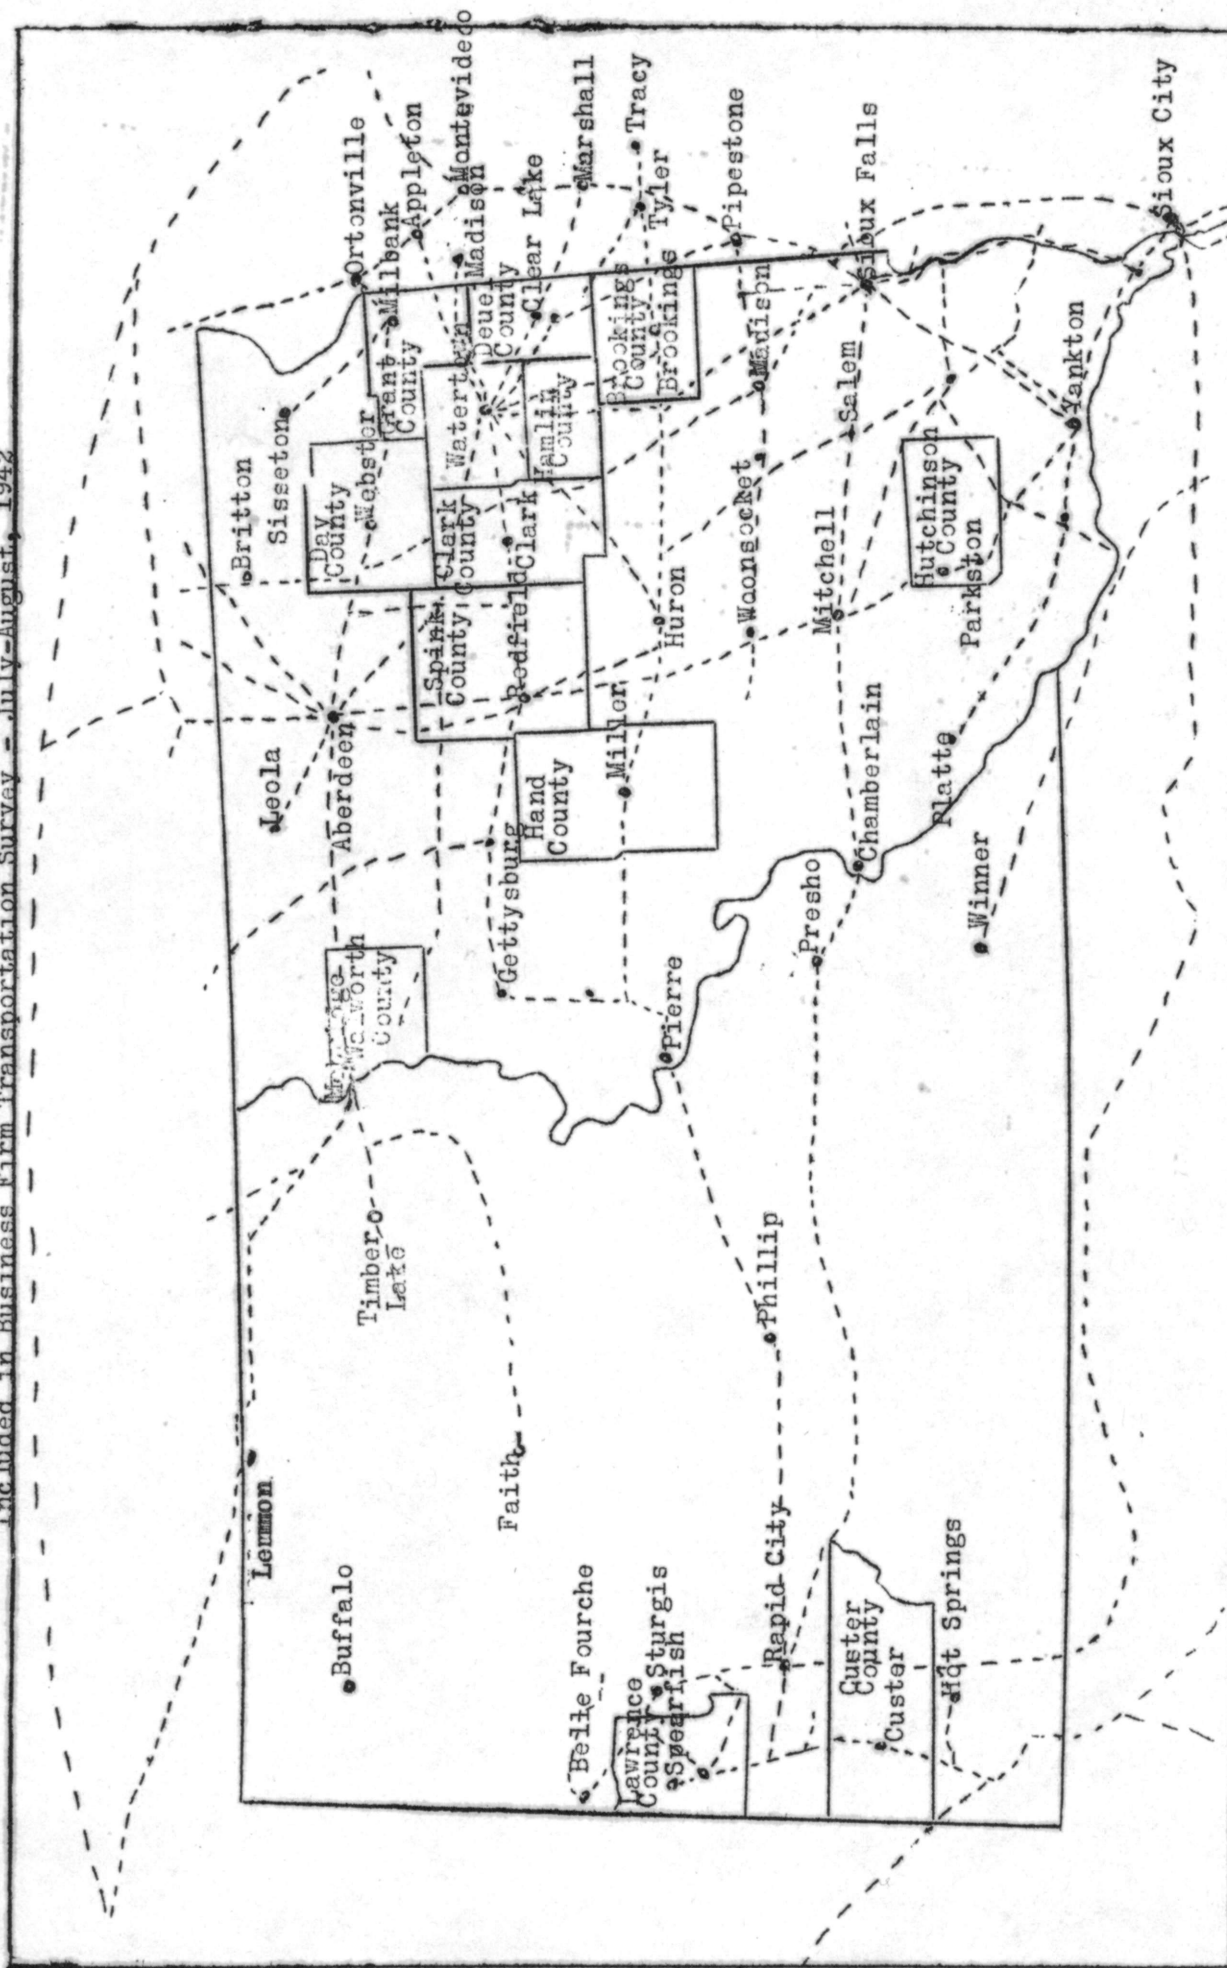 Included in Business Firm Transportation Survey - July-August, 1942
Lemmon
Buffalo
Timber
Lake
Faith
Belle Fourche
Lawrence
County
Sturgis
Spearfish
Rapid City
Custer
County
Custer
Hot Springs
Phillip
Pierre
Presho
Chamberlain
Winner
Platte
Walworth
County
Gettysburg
Leola
Aberdeen
Hand
County
Miller
Spink
County
Redfield
Huron
Woonsocket
Mitchell
Parkston
Hutchinson
County
Britton
Sisseton
Day
County
Webster
Clark
County
Clark
Grant
County
Milbank
Watertown
Hamlin
County
Deuel
County
Clear Lake
Brookings
County
Brookings
Madison
Salem
Sioux Falls
Yankton
Sioux City
Ortonville
Appleton
Montevideo
Madison
Marshall
Tracy
Tyler
Pipestone